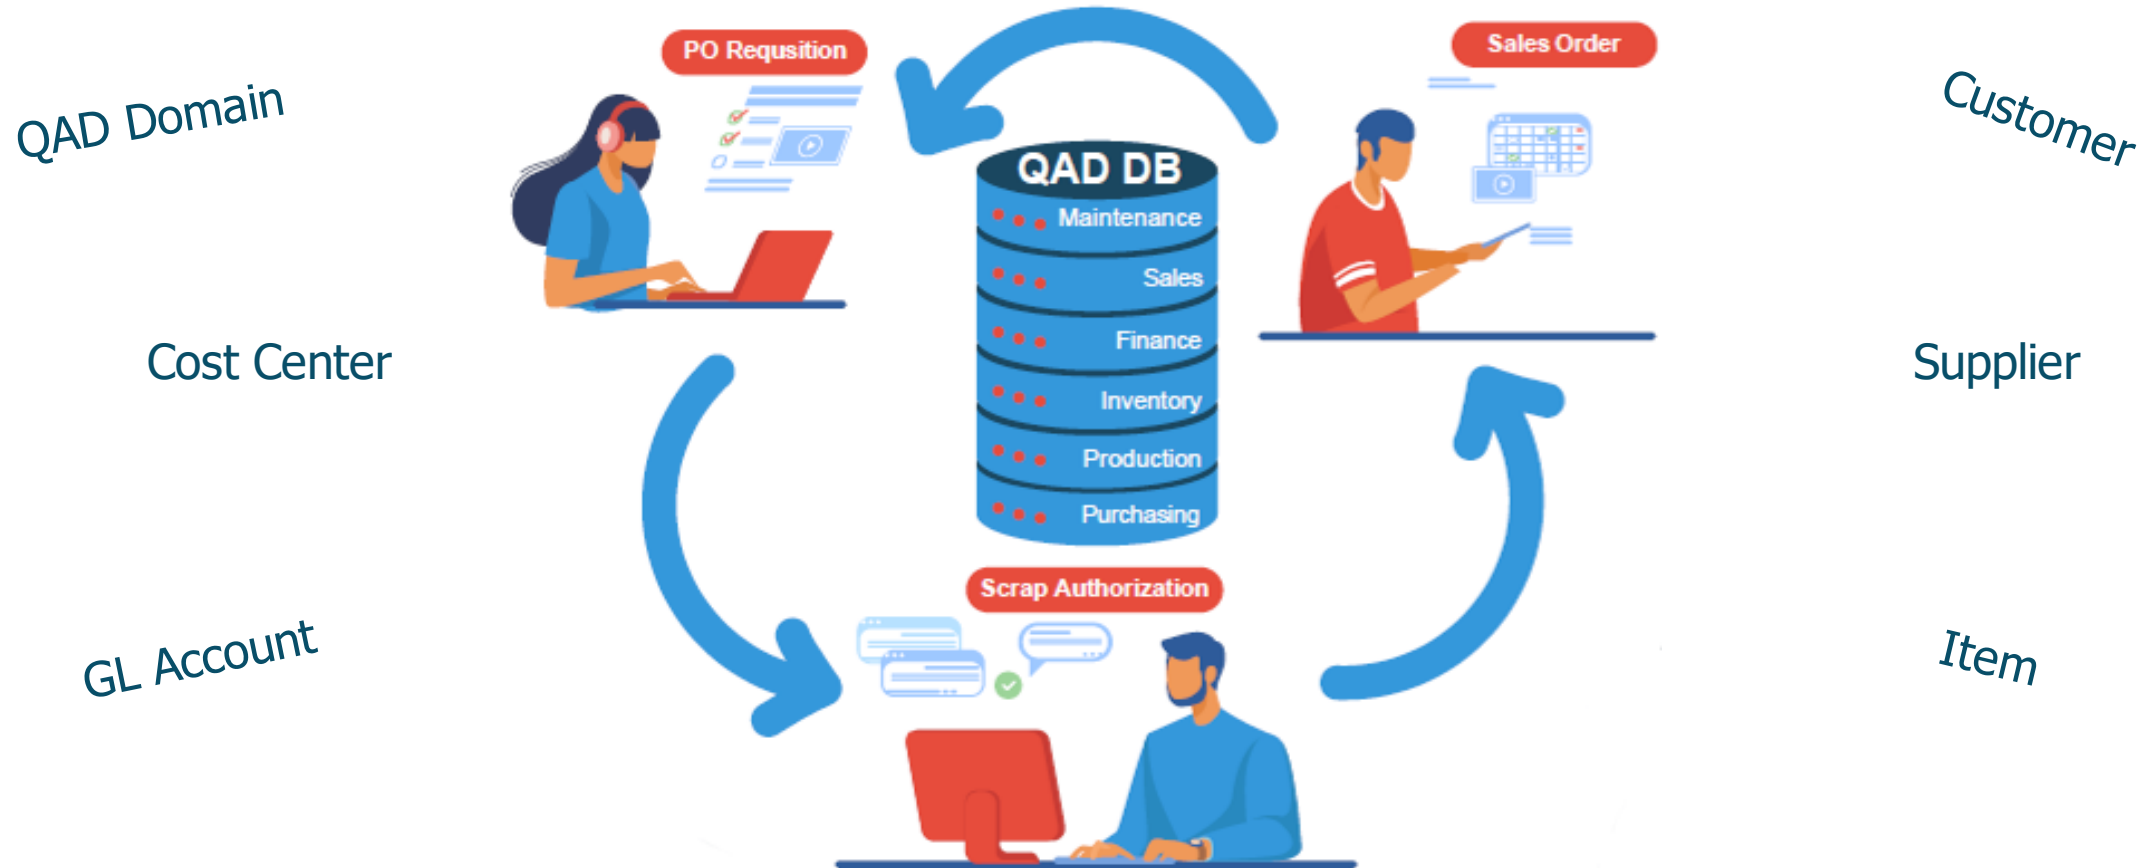 PO Requsition
Sales Order
QAD Domain
Customer
QAD DB
Maintenance
Sales
Finance
Inventory
Production
Purchasing
Cost Center
Supplier
Scrap Authorization
GL Account
Item